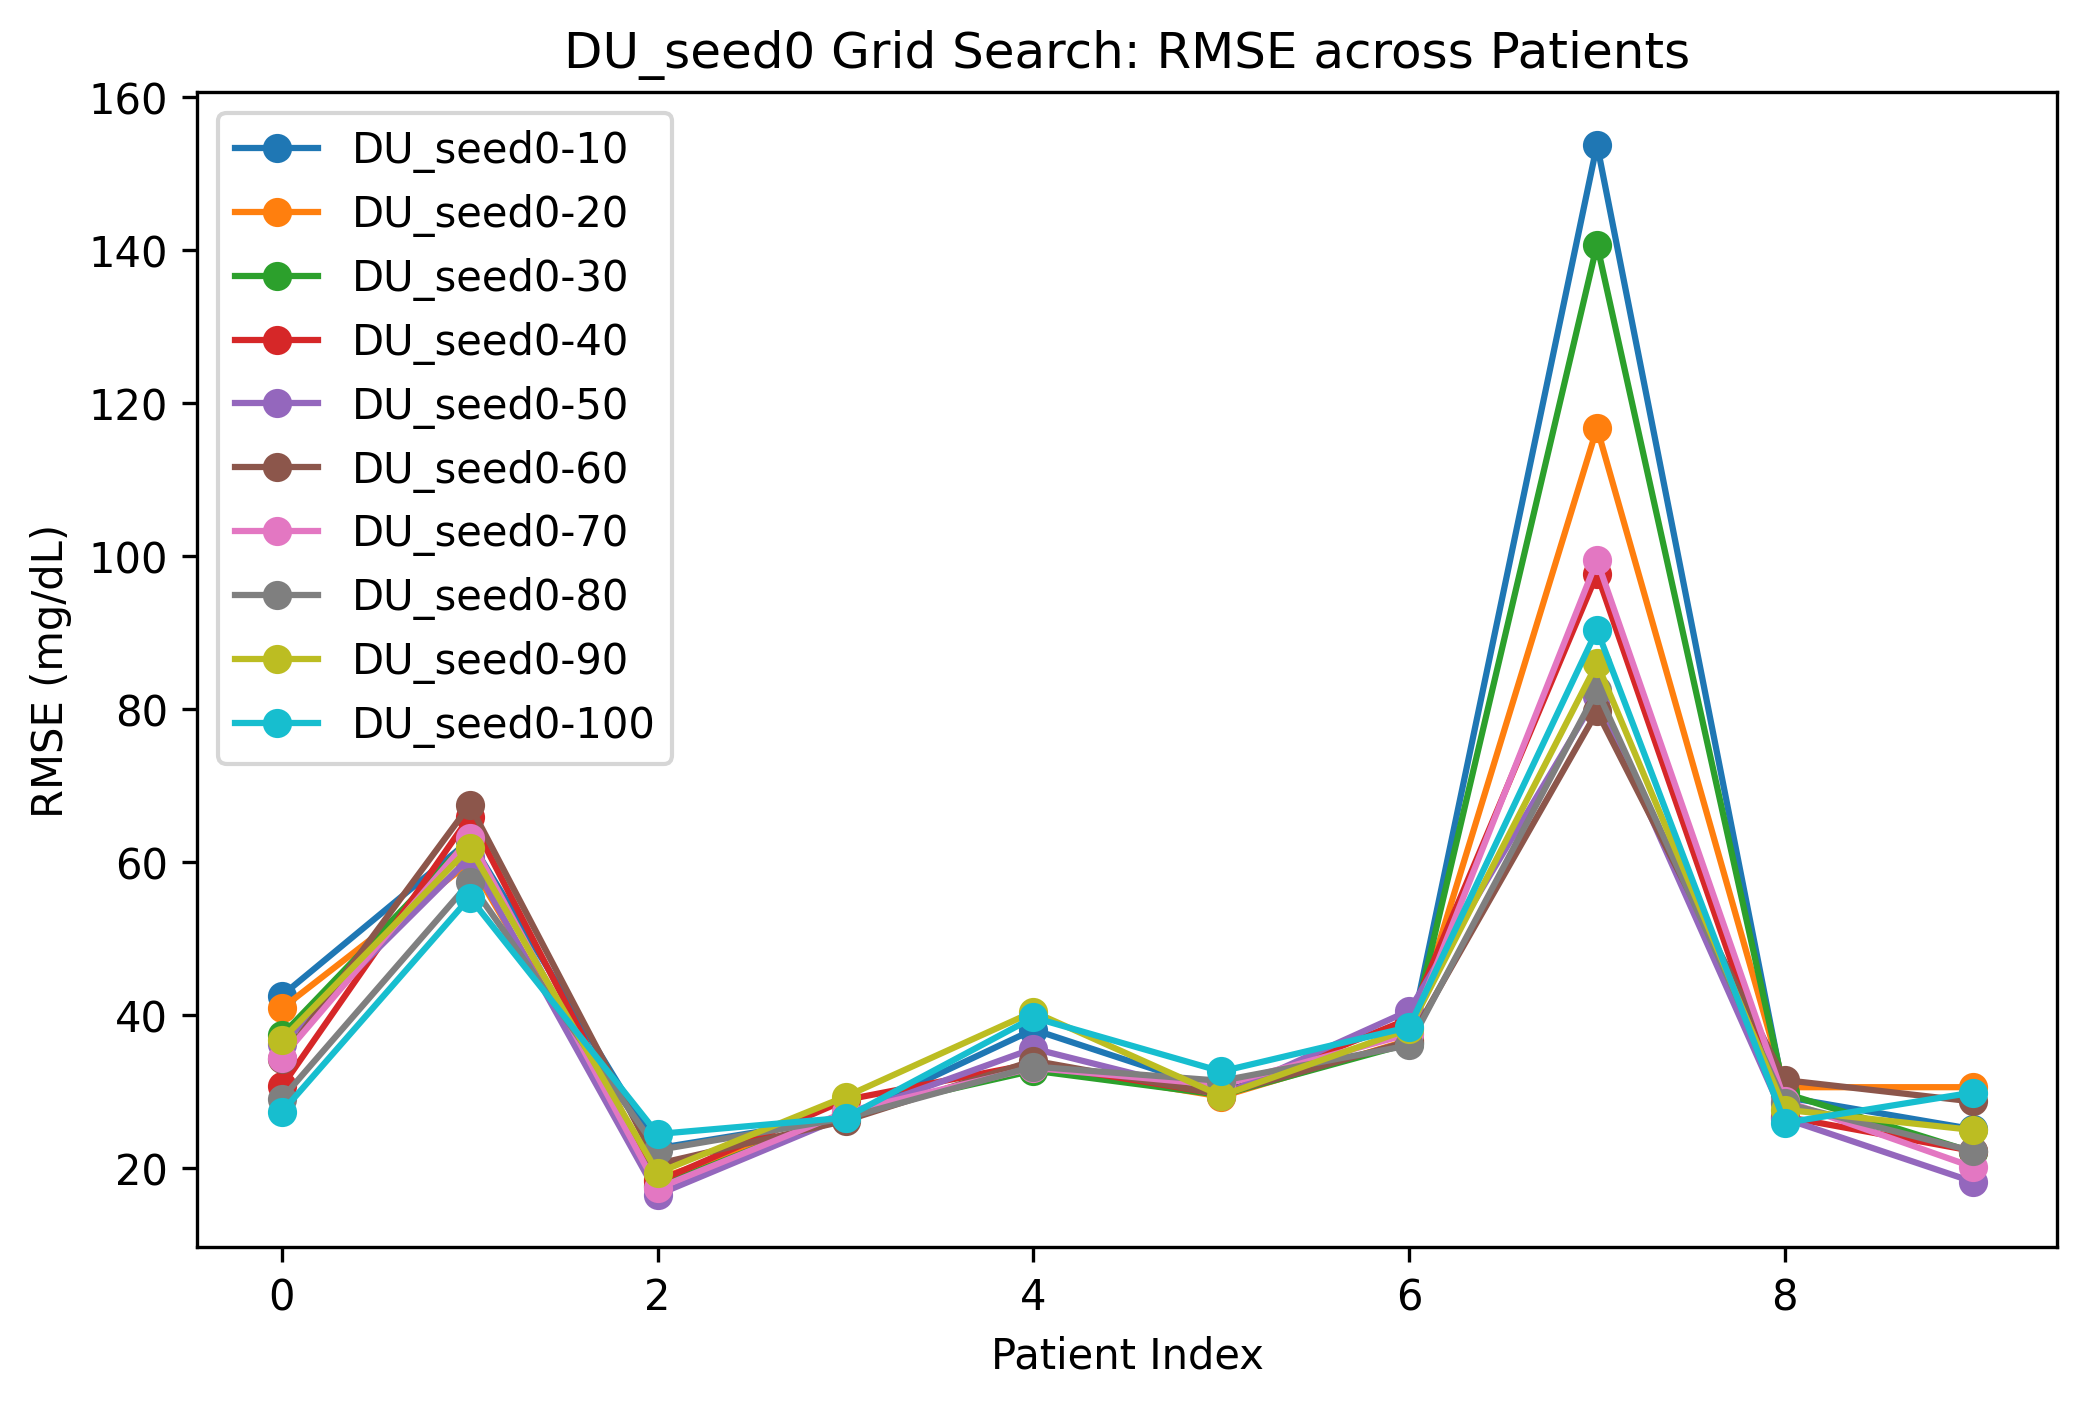 DU_seed0 Grid Search: RMSE across Patients
160
140
120
100
80
60
40
20
RMSE (mg/dL)
DU_seed0-10
DU_seed0-20
DU_seed0-30
DU_seed0-40
DU_seed0-50
DU_seed0-60
DU_seed0-70
DU_seed0-80
DU_seed0-90
DU_seed0-100
0 2 4 6 8
Patient Index